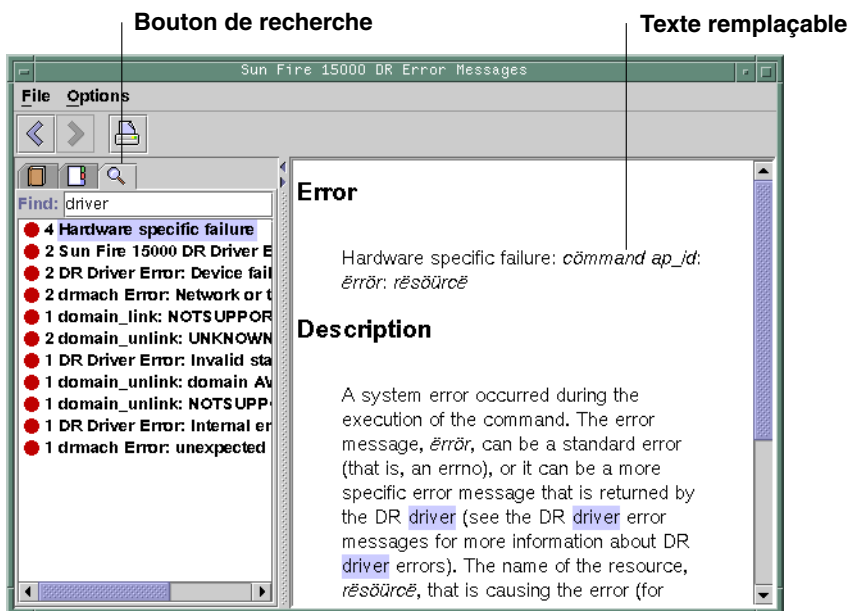 Bouton de recherche
Texte remplaçable
Sun Fire 15000 DR Error Messages
File Options
Find: driver
4 Hardware specific failure
2 Sun Fire 15000 DR Driver E
2 DR Driver Error: Device fail
2 drmach Error: Network or t
1 domain_link: NOTSUPPOR
2 domain_unlink: UNKNOWN
1 DR Driver Error: Invalid sta
1 domain_unlink: domain AV
1 domain_unlink: NOTSUPP
1 DR Driver Error: Internal er
1 drmach Error: unexpected
Error
Hardware specific failure: cömmand ap_id:
ërrör: rësöürcë
Description
A system error occurred during the
execution of the command. The error
message, ërrör, can be a standard error
(that is, an errno), or it can be a more
specific error message that is returned by
the DR driver (see the DR driver error
messages for more information about DR
driver errors). The name of the resource,
rësöürcë, that is causing the error (for